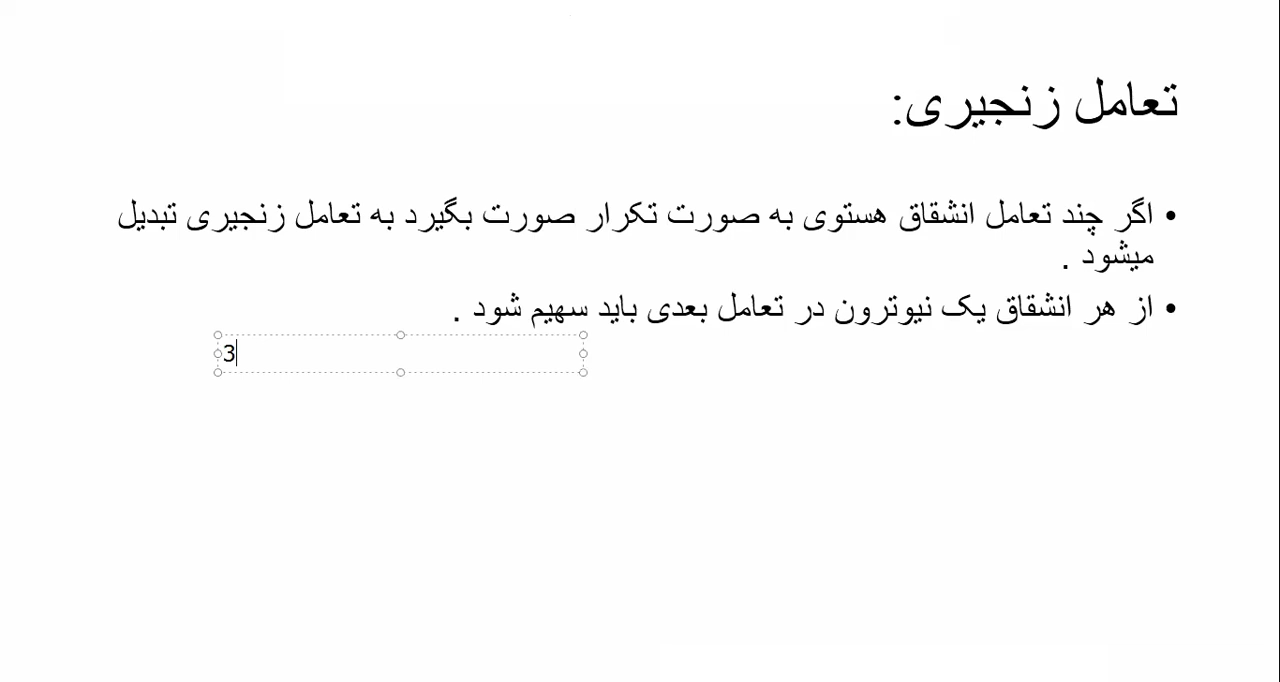 تعامل زنجیری:
• اگر چند تعامل انشقاق هستوی به صورت تکرار صورت بگیرد به تعامل زنجیری تبدیل
میشود .
• از هر انشقاق یک نیوترون در تعامل بعدی باید سهیم شود .
3